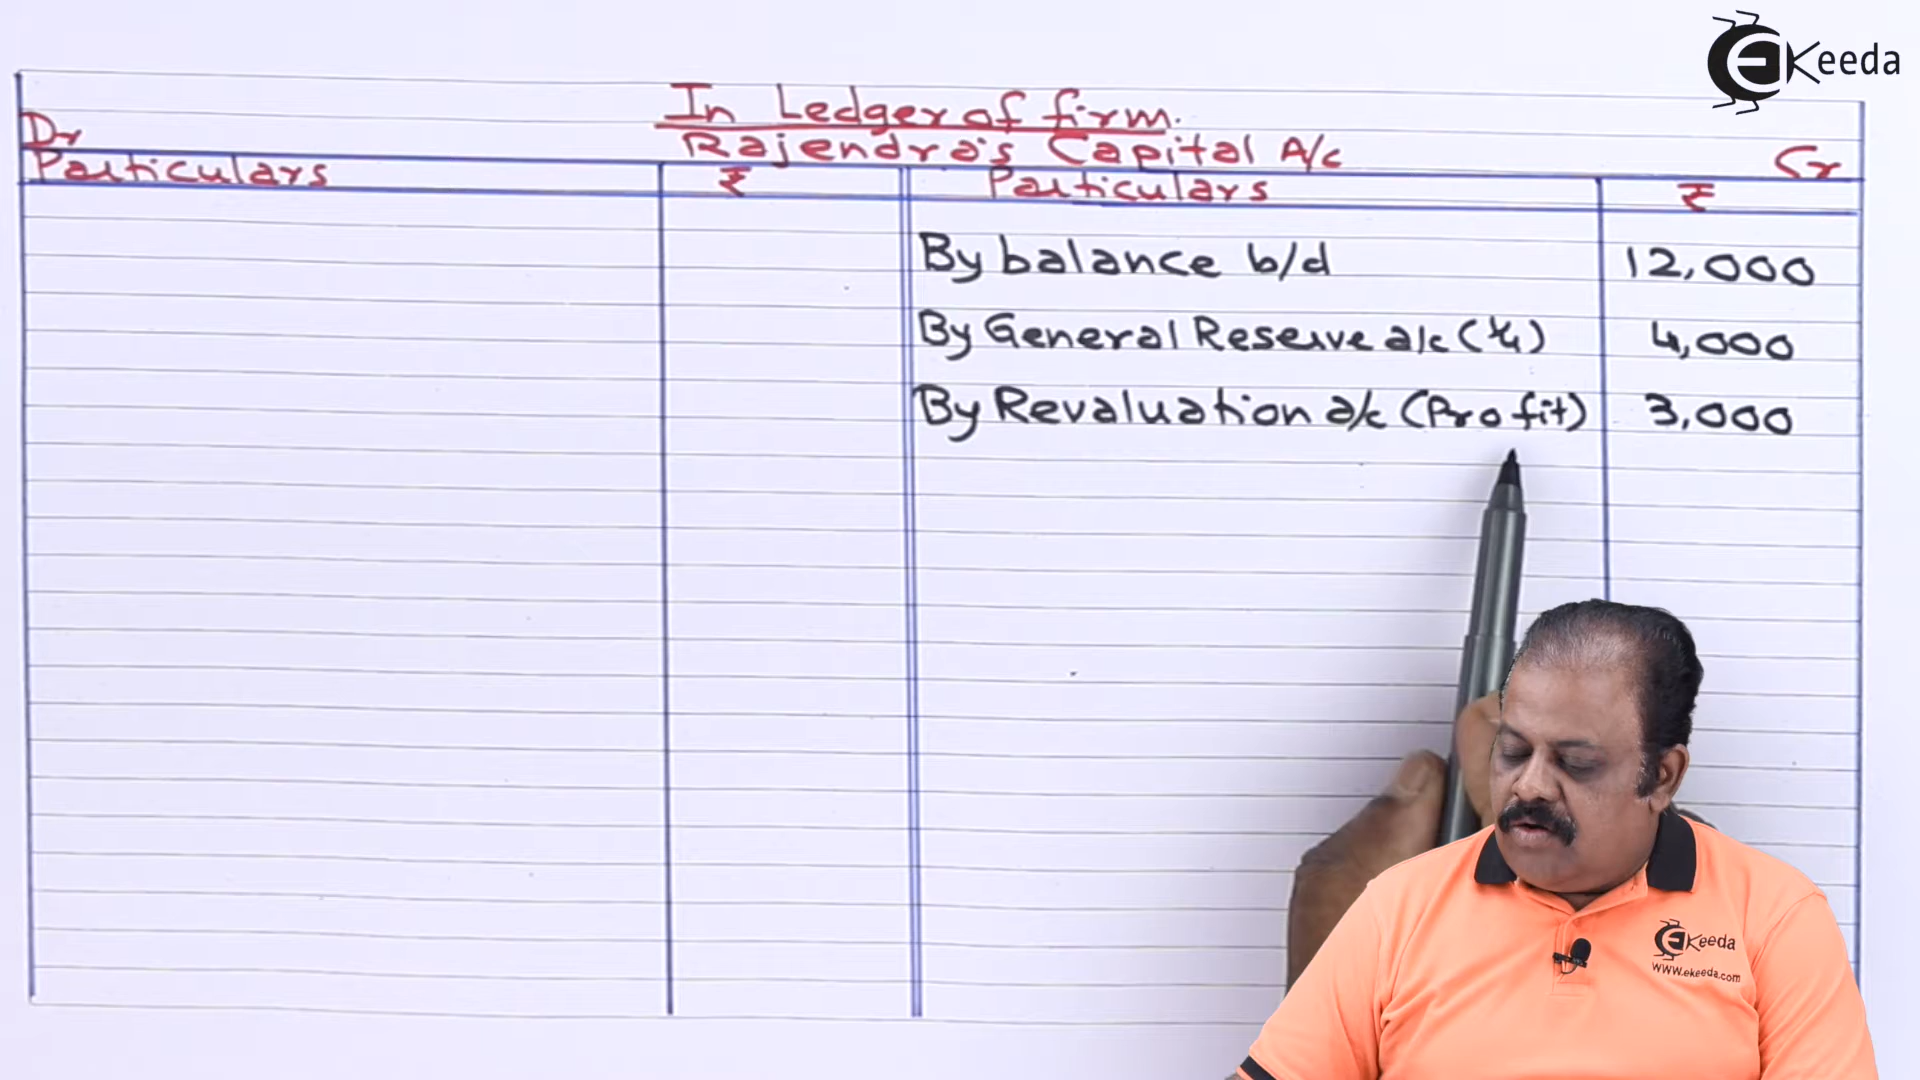 EKeeda
In Ledger of firm.
Dr
Rajendra's Capital A/c
Cr
Particulars ₹ Particulars ₹
By balance b/d 12,000
By General Reserve a/c (¼) 4,000
By Revaluation a/c (Profit) 3,000
EKeeda
www.ekeeda.com